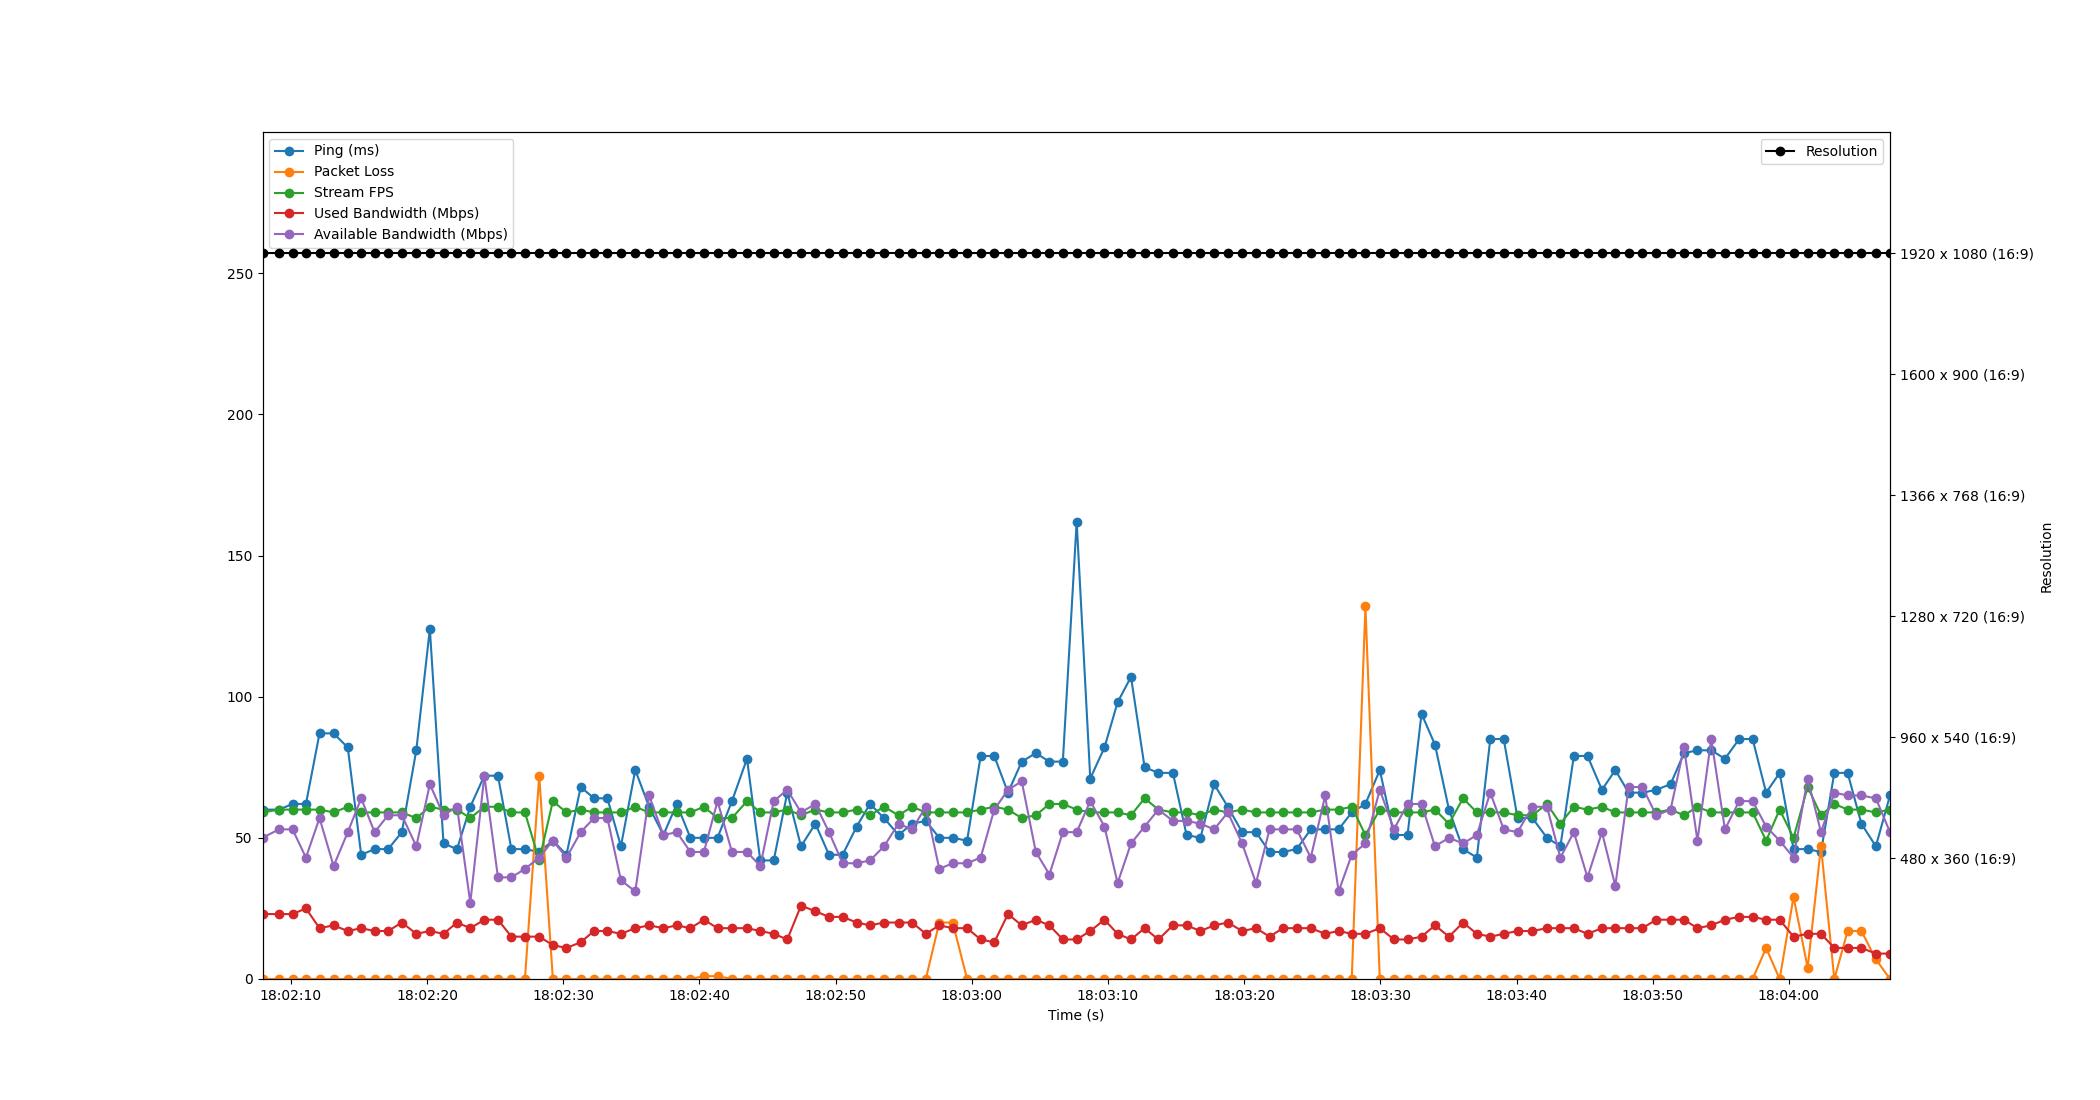 Ping (ms)
Packet Loss
Stream FPS
Used Bandwidth (Mbps)
Available Bandwidth (Mbps)
Resolution
250
200
150
100
50
0
1920 x 1080 (16:9)
1600 x 900 (16:9)
1366 x 768 (16:9)
1280 x 720 (16:9)
960 x 540 (16:9)
480 x 360 (16:9)
Resolution
18:02:10 18:02:20 18:02:30 18:02:40 18:02:50 18:03:00 18:03:10 18:03:20 18:03:30 18:03:40 18:03:50 18:04:00
Time (s)